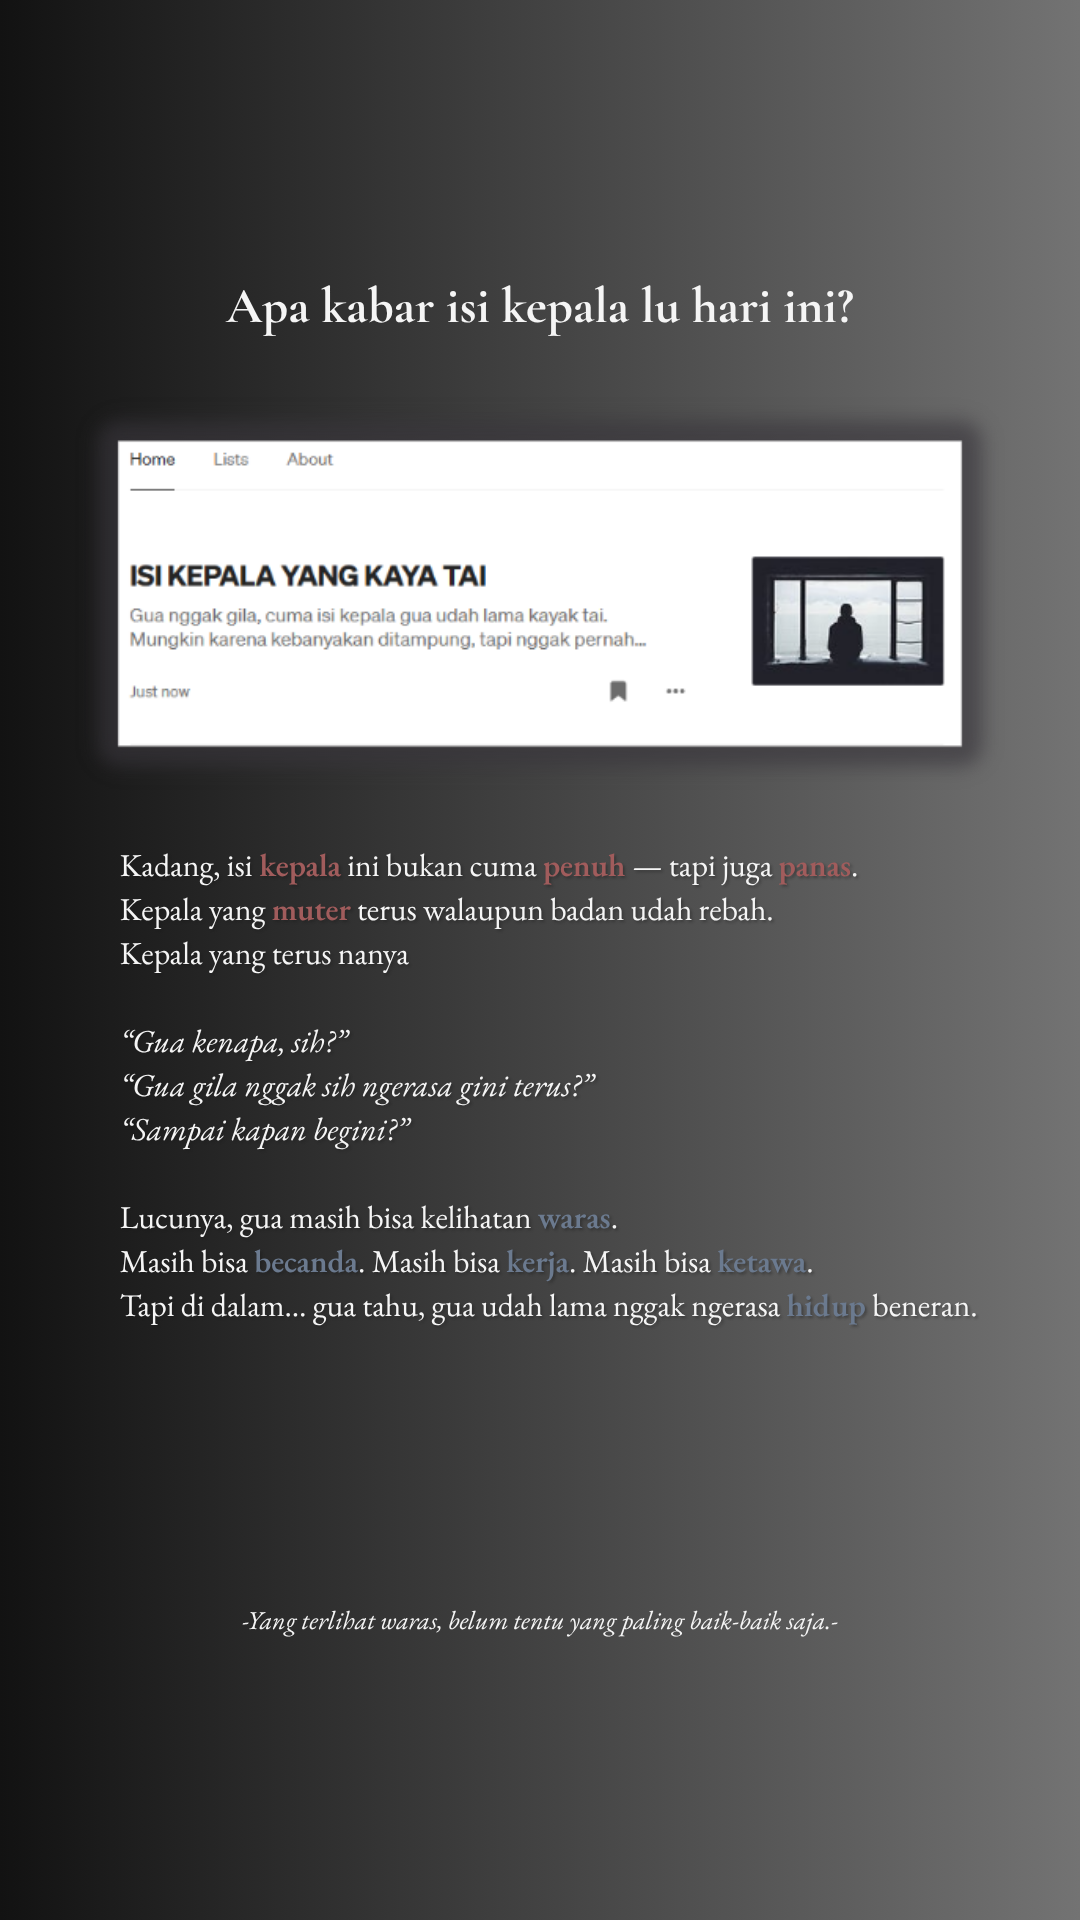 Apa kabar isi kepala lu hari ini?
Home Lists About
ISI KEPALA YANG KAYA TAI
Gua nggak gila, cuma isi kepala gua udah lama kayak tai.
Mungkin karena kebanyakan ditampung, tapi nggak pernah...
Just now
Kadang, isi kepala ini bukan cuma penuh — tapi juga panas.
Kepala yang muter terus walaupun badan udah rebah.
Kepala yang terus nanya
“Gua kenapa, sih?”
“Gua gila nggak sih ngerasa gini terus?”
“Sampai kapan begini?”
Lucunya, gua masih bisa kelihatan waras.
Masih bisa becanda. Masih bisa kerja. Masih bisa ketawa.
Tapi di dalam... gua tahu, gua udah lama nggak ngerasa hidup beneran.
-Yang terlihat waras, belum tentu yang paling baik-baik saja.-